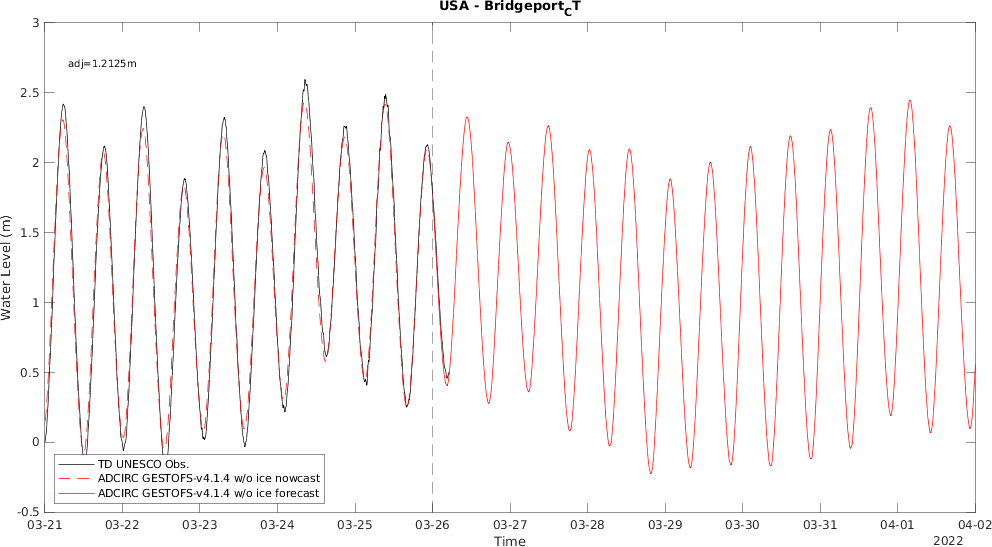 USA - Bridgeport_CT
adj=1.2125m
3
2.5
2
1.5
1
0.5
0
-0.5
Water Level (m)
TD UNESCO Obs.
ADCIRC GESTOFS-v4.1.4 w/o ice nowcast
ADCIRC GESTOFS-v4.1.4 w/o ice forecast
03-21 03-22 03-23 03-24 03-25 03-26 03-27 03-28 03-29 03-30 03-31 04-01 04-02
Time
2022